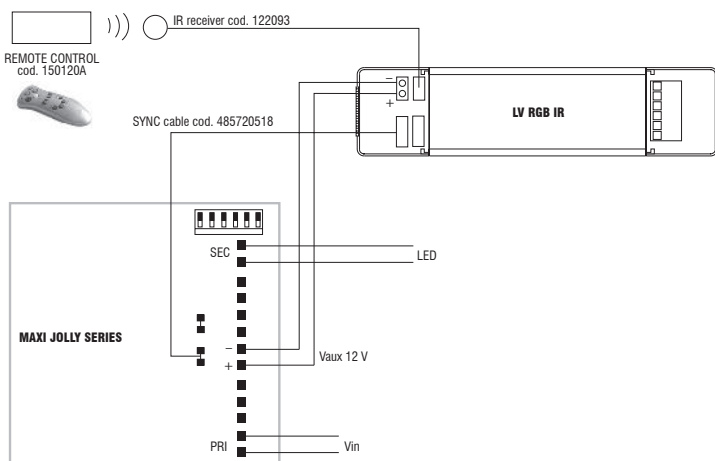 IR receiver cod. 122093
REMOTE CONTROL
cod. 150120A
SYNC cable cod. 485720518
–
+
LV RGB IR
SEC
LED
MAXI JOLLY SERIES
–
+
Vaux 12 V
PRI
Vin